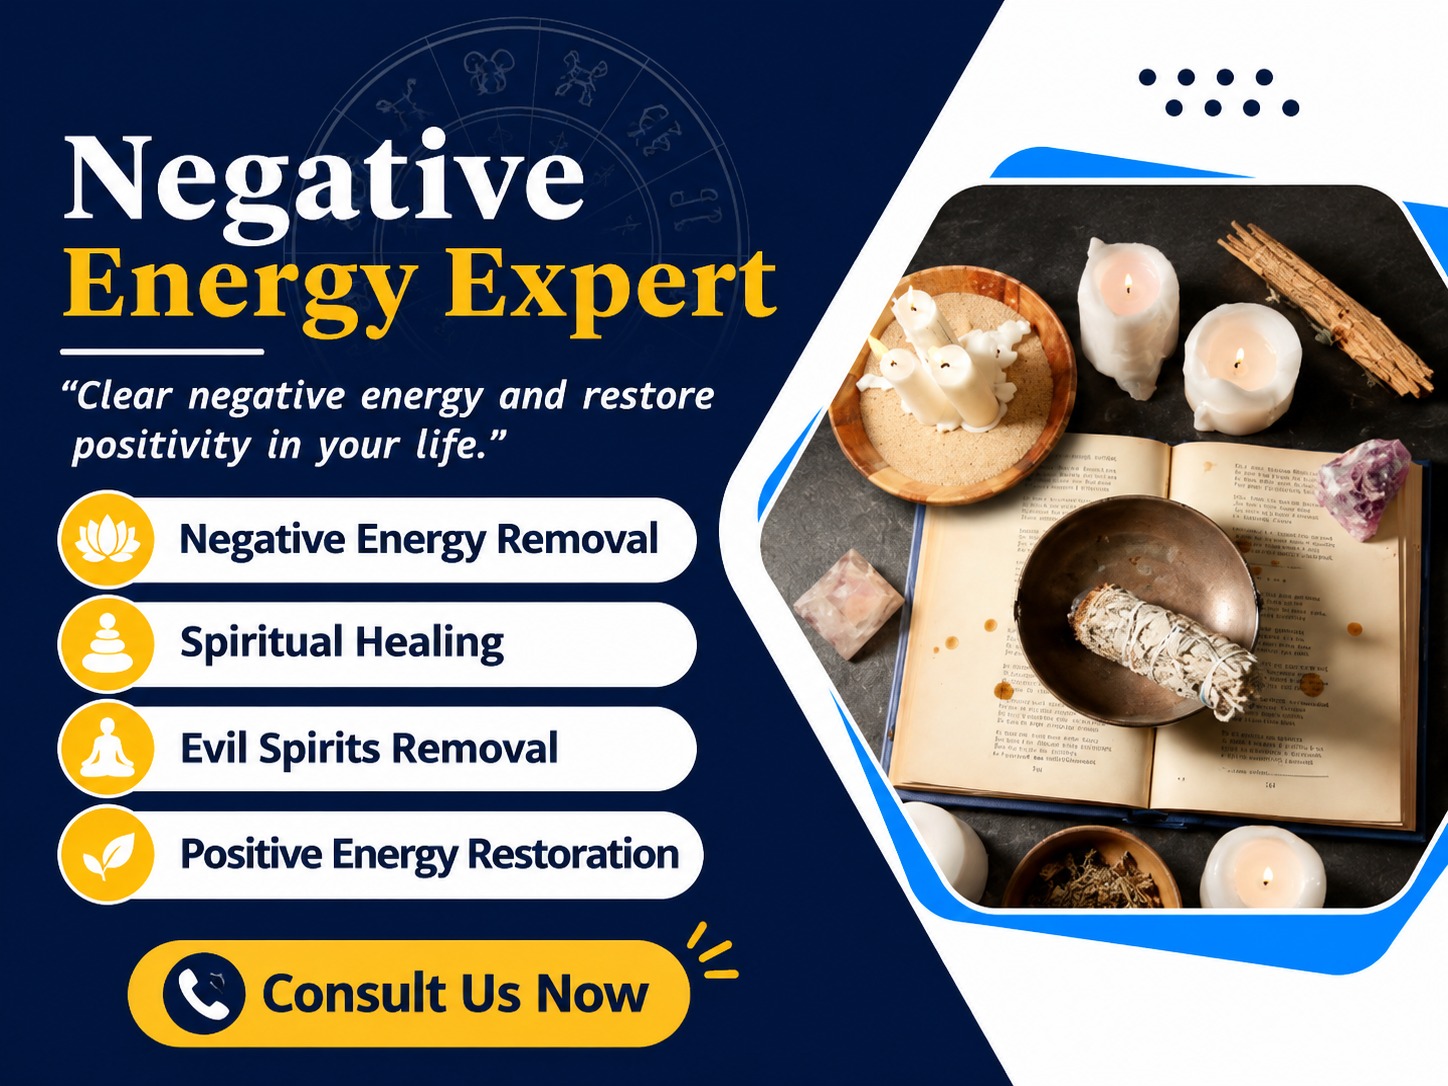 Negative
Energy Expert
“Clear negative energy and restore
positivity in your life.”
Negative Energy Removal
Spiritual Healing
Evil Spirits Removal
Positive Energy Restoration
Consult Us Now